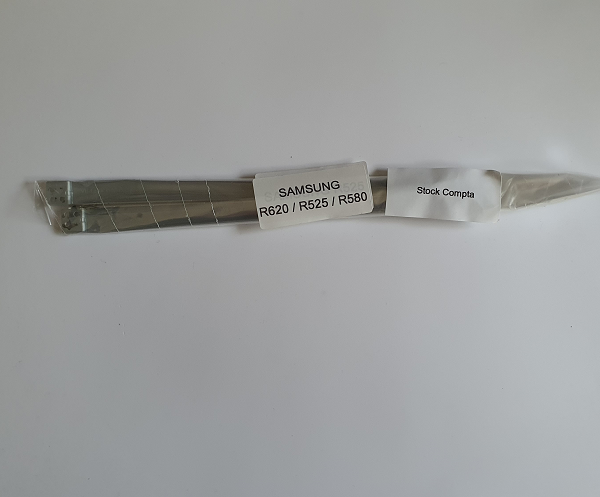 SAMSUNG
R620 / R525 / R580
Stock Compta